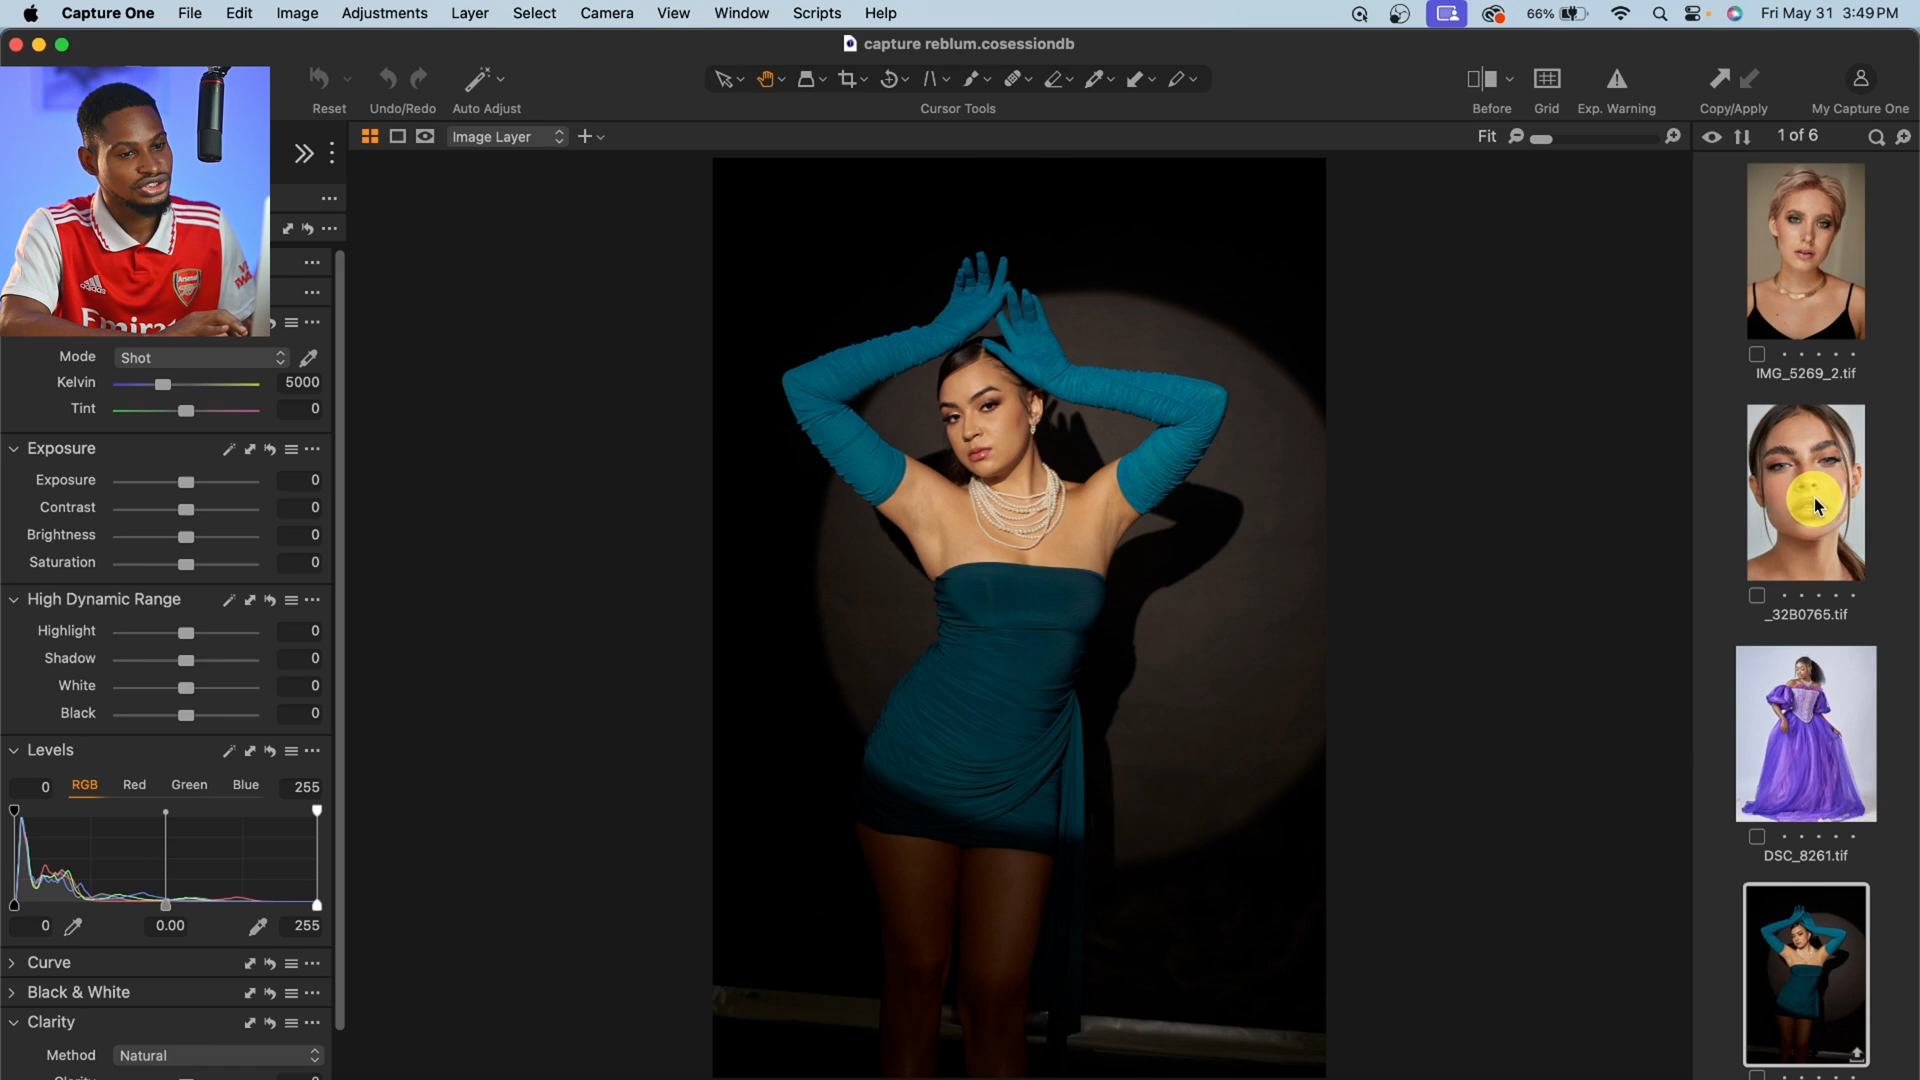 Capture One File Edit Image Adjustments Layer Select Camera View Window Scripts Help 66% Fri May 31 3:49 PM
capture reblum.cosessiondb
Reset Undo/Redo Auto Adjust Cursor Tools Before Grid Exp. Warning Copy/Apply My Capture One
Image Layer Fit 1 of 6
Arsenal
adidas
Mode Shot
Kelvin 5000
Tint 0
Exposure
Exposure 0
Contrast 0
Brightness 0
Saturation 0
High Dynamic Range
Highlight 0
Shadow 0
White 0
Black 0
Levels
0 RGB Red Green Blue 255
0 0.00 255
Curve
Black & White
Clarity
Method Natural
IMG_5269_2.tif
_32B0765.tif
DSC_8261.tif